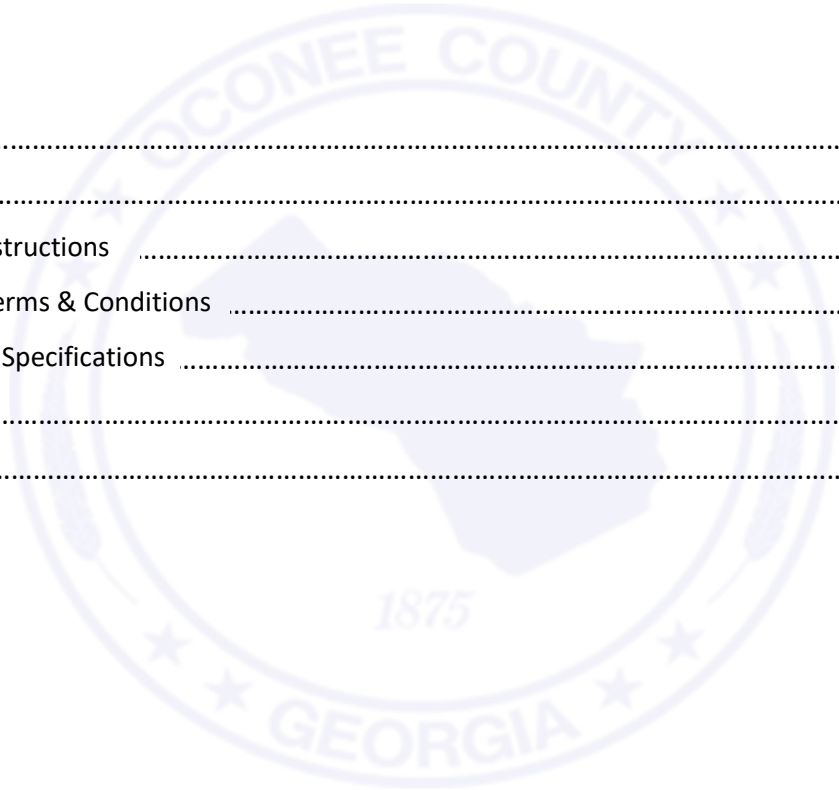 OCONEE COUNTY
................................................................................
................................................................................
structions ................................................................................
erms & Conditions ................................................................................
Specifications ................................................................................
................................................................................
................................................................................
1875
GEORGIA